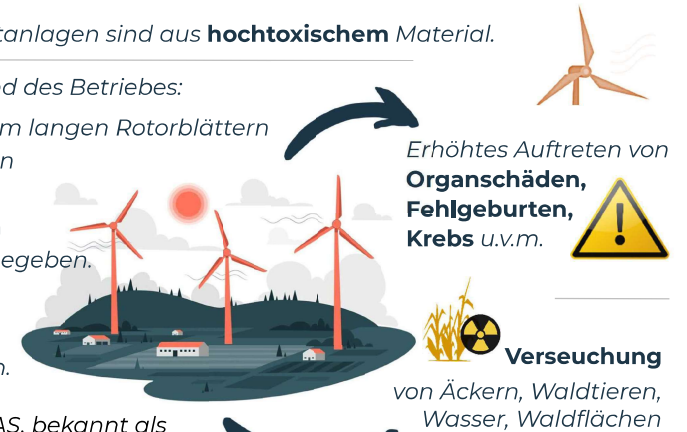 tanlagen sind aus hochtoxischem Material.
d des Betriebes:
m langen Rotorblättern
n
egeben.
n.
AS, bekannt als
Erhöhtes Auftreten von
Organschäden,
Fehlgeburten,
Krebs u.v.m.
Verseuchung
von Äckern, Waldtieren,
Wasser, Waldflächen